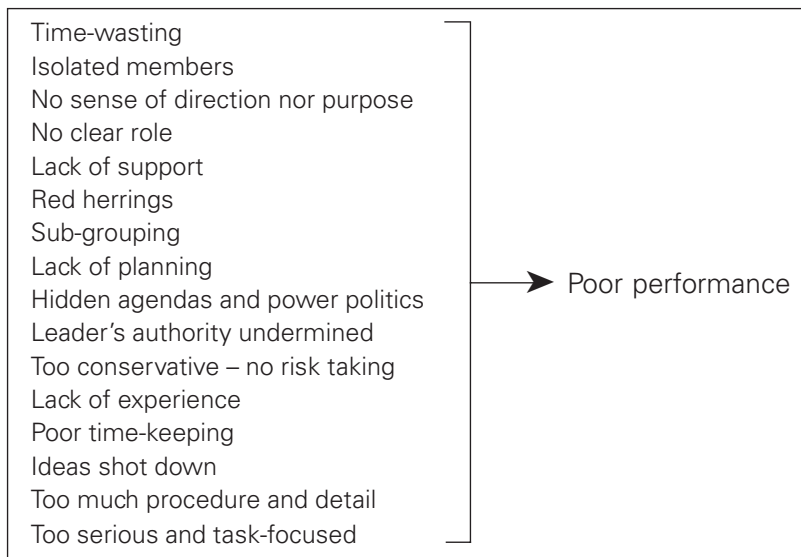 Time-wasting
Isolated members
No sense of direction nor purpose
No clear role
Lack of support
Red herrings
Sub-grouping
Lack of planning
Hidden agendas and power politics
Leader’s authority undermined
Too conservative – no risk taking
Lack of experience
Poor time-keeping
Ideas shot down
Too much procedure and detail
Too serious and task-focused
Poor performance